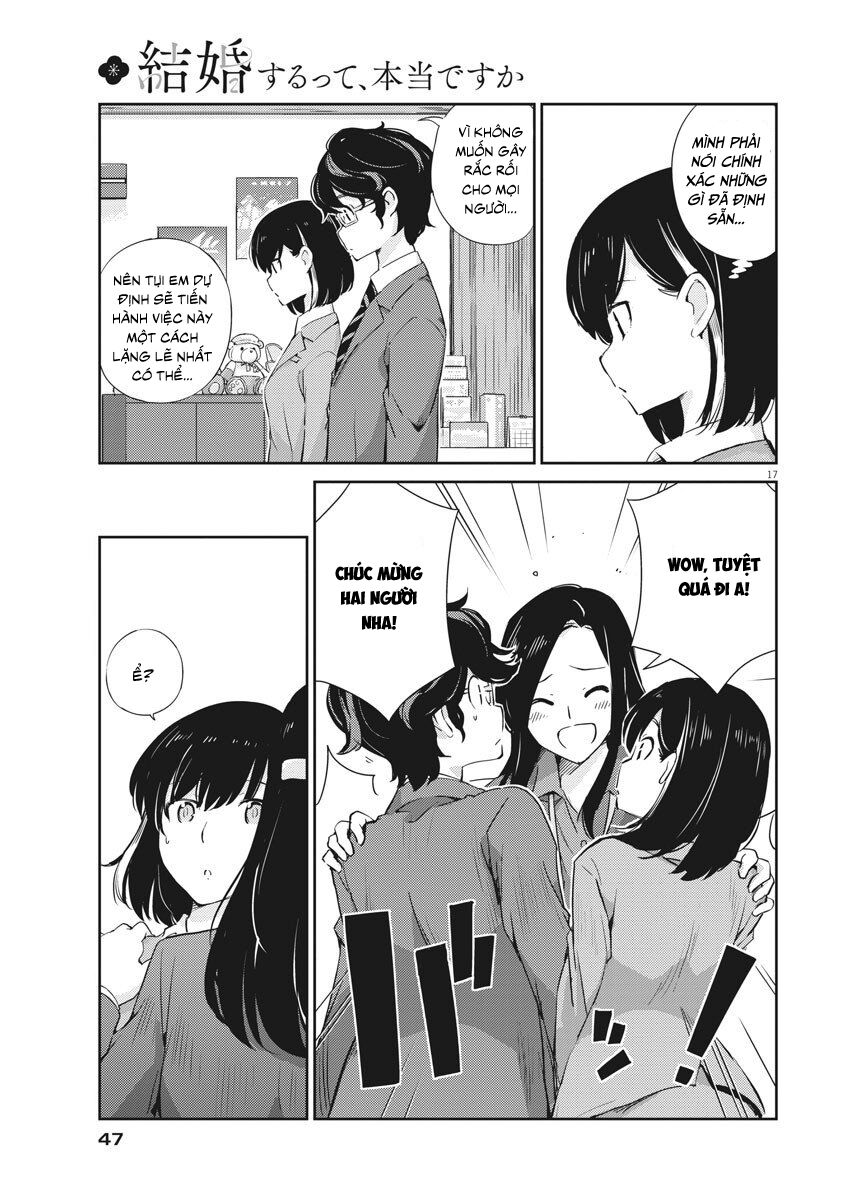 結婚するって、本当ですか
MÌNH PHẢI
NÓI CHÍNH
XÁC NHỮNG
GÌ ĐÃ ĐỊNH
SẴN...
VÌ KHÔNG
MUỐN GÂY
RẮC RỐI
CHO MỌI
NGƯỜI...
NÊN TỤI EM DỰ
ĐỊNH SẼ TIẾN
HÀNH VIỆC NÀY
MỘT CÁCH
LẶNG LẼ NHẤT
CÓ THỂ...
17
WOW, TUYỆT
QUÁ ĐI A!
CHÚC MỪNG
HAI NGƯỜI
NHA!
Ể?
47